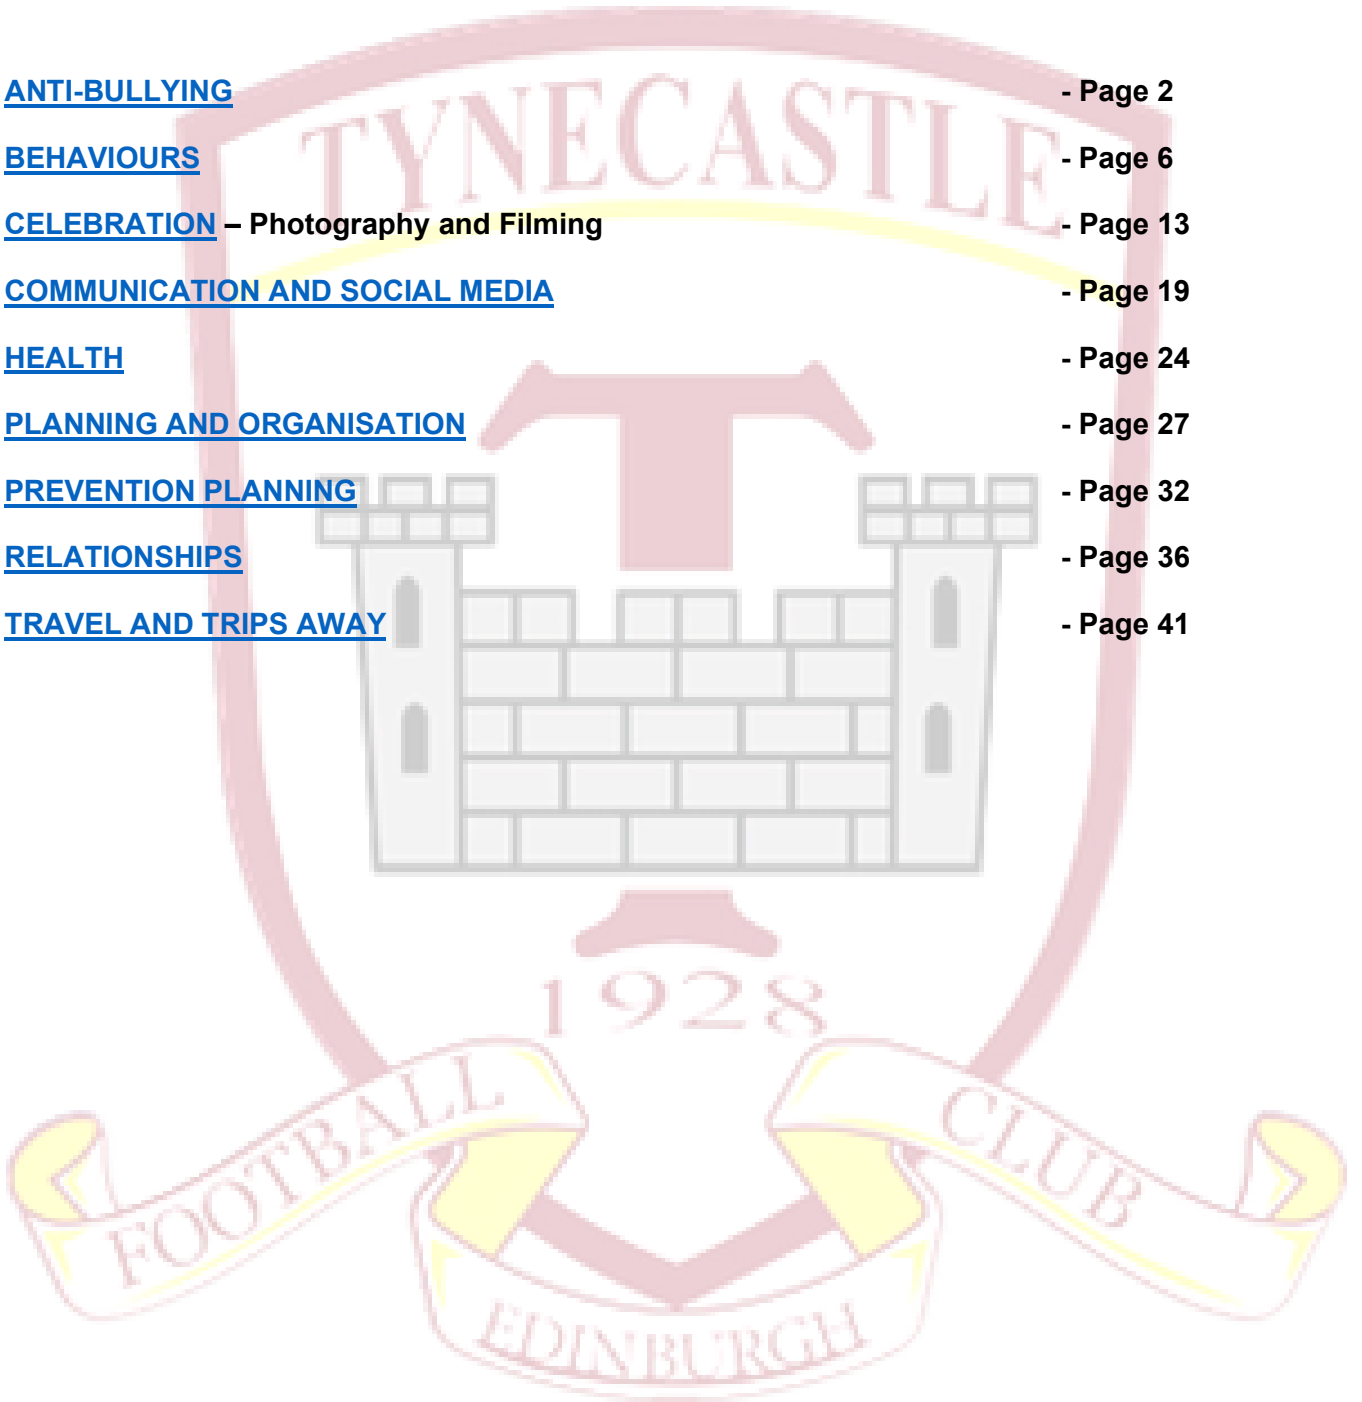 TYNECASTLE
ANTI-BULLYING - Page 2
BEHAVIOURS - Page 6
CELEBRATION – Photography and Filming - Page 13
COMMUNICATION AND SOCIAL MEDIA - Page 19
HEALTH - Page 24
PLANNING AND ORGANISATION - Page 27
PREVENTION PLANNING - Page 32
RELATIONSHIPS - Page 36
TRAVEL AND TRIPS AWAY - Page 41
1928
FOOTBALL CLUB
EDINBURGH